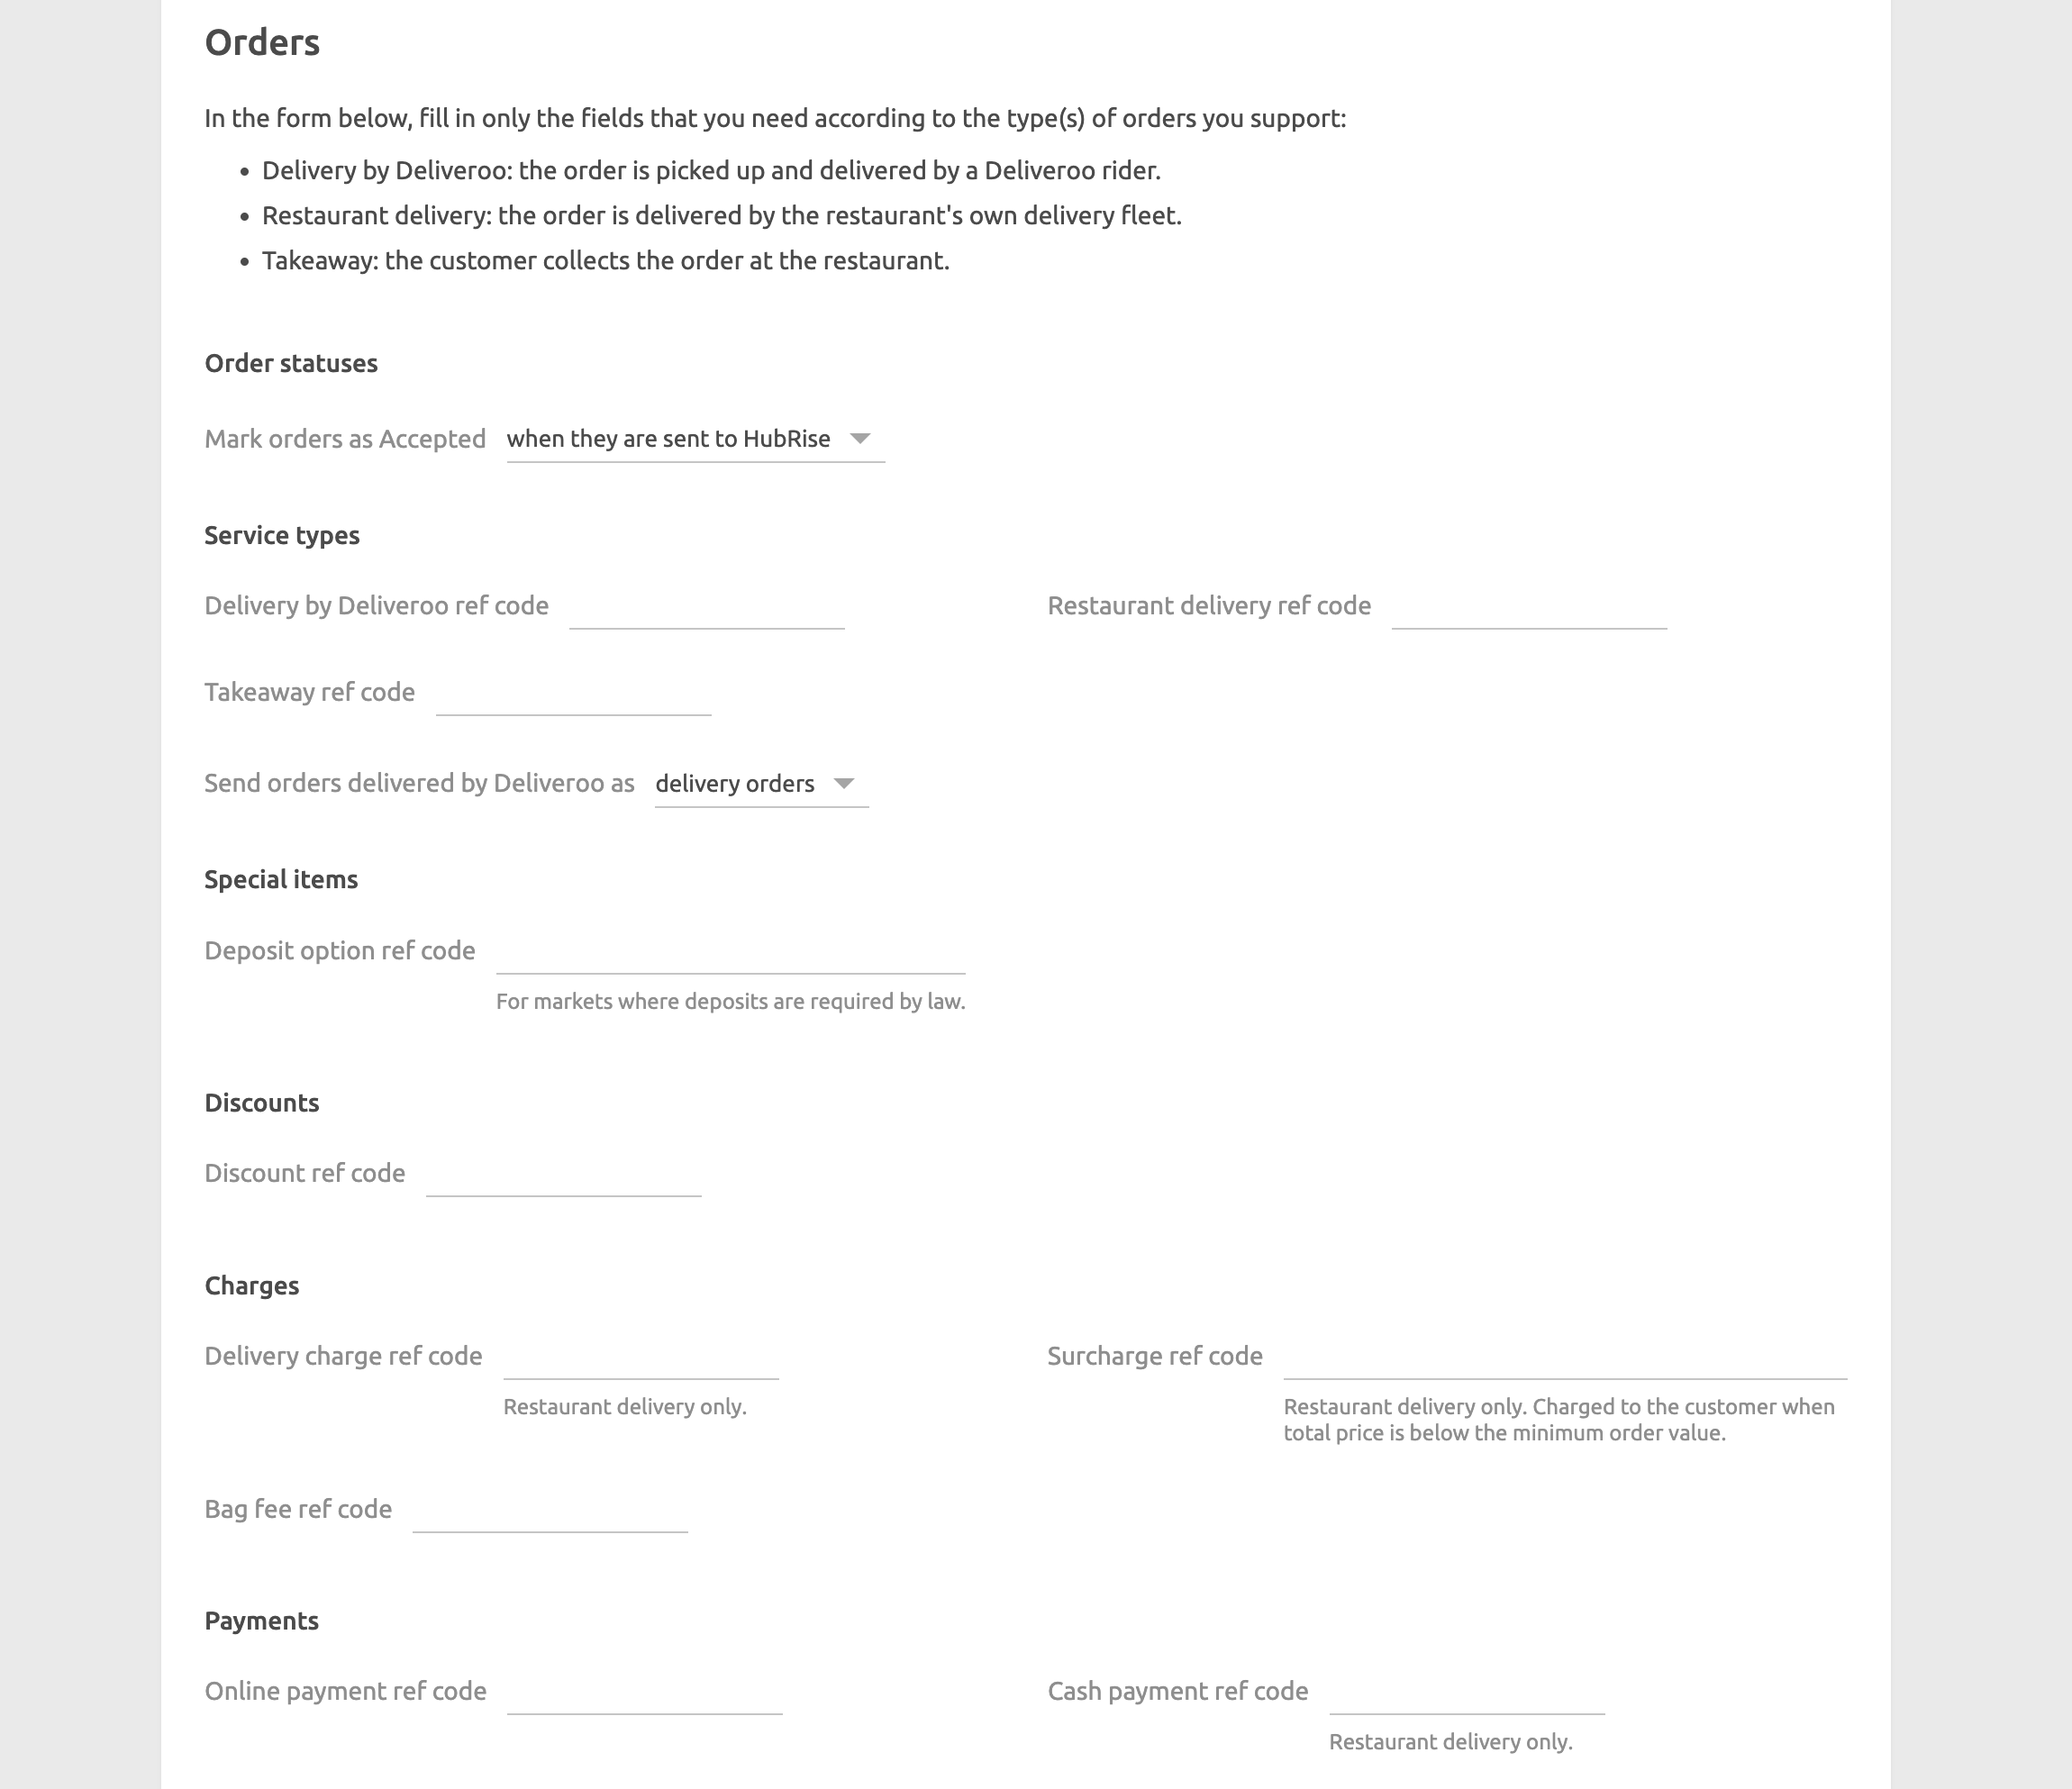 Orders
In the form below, fill in only the fields that you need according to the type(s) of orders you support:
• Delivery by Deliveroo: the order is picked up and delivered by a Deliveroo rider.
• Restaurant delivery: the order is delivered by the restaurant's own delivery fleet.
• Takeaway: the customer collects the order at the restaurant.
Order statuses
Mark orders as Accepted when they are sent to HubRise
Service types
Delivery by Deliveroo ref code
Restaurant delivery ref code
Takeaway ref code
Send orders delivered by Deliveroo as delivery orders
Special items
Deposit option ref code
For markets where deposits are required by law.
Discounts
Discount ref code
Charges
Delivery charge ref code
Restaurant delivery only.
Surcharge ref code
Restaurant delivery only. Charged to the customer when
total price is below the minimum order value.
Bag fee ref code
Payments
Online payment ref code
Cash payment ref code
Restaurant delivery only.